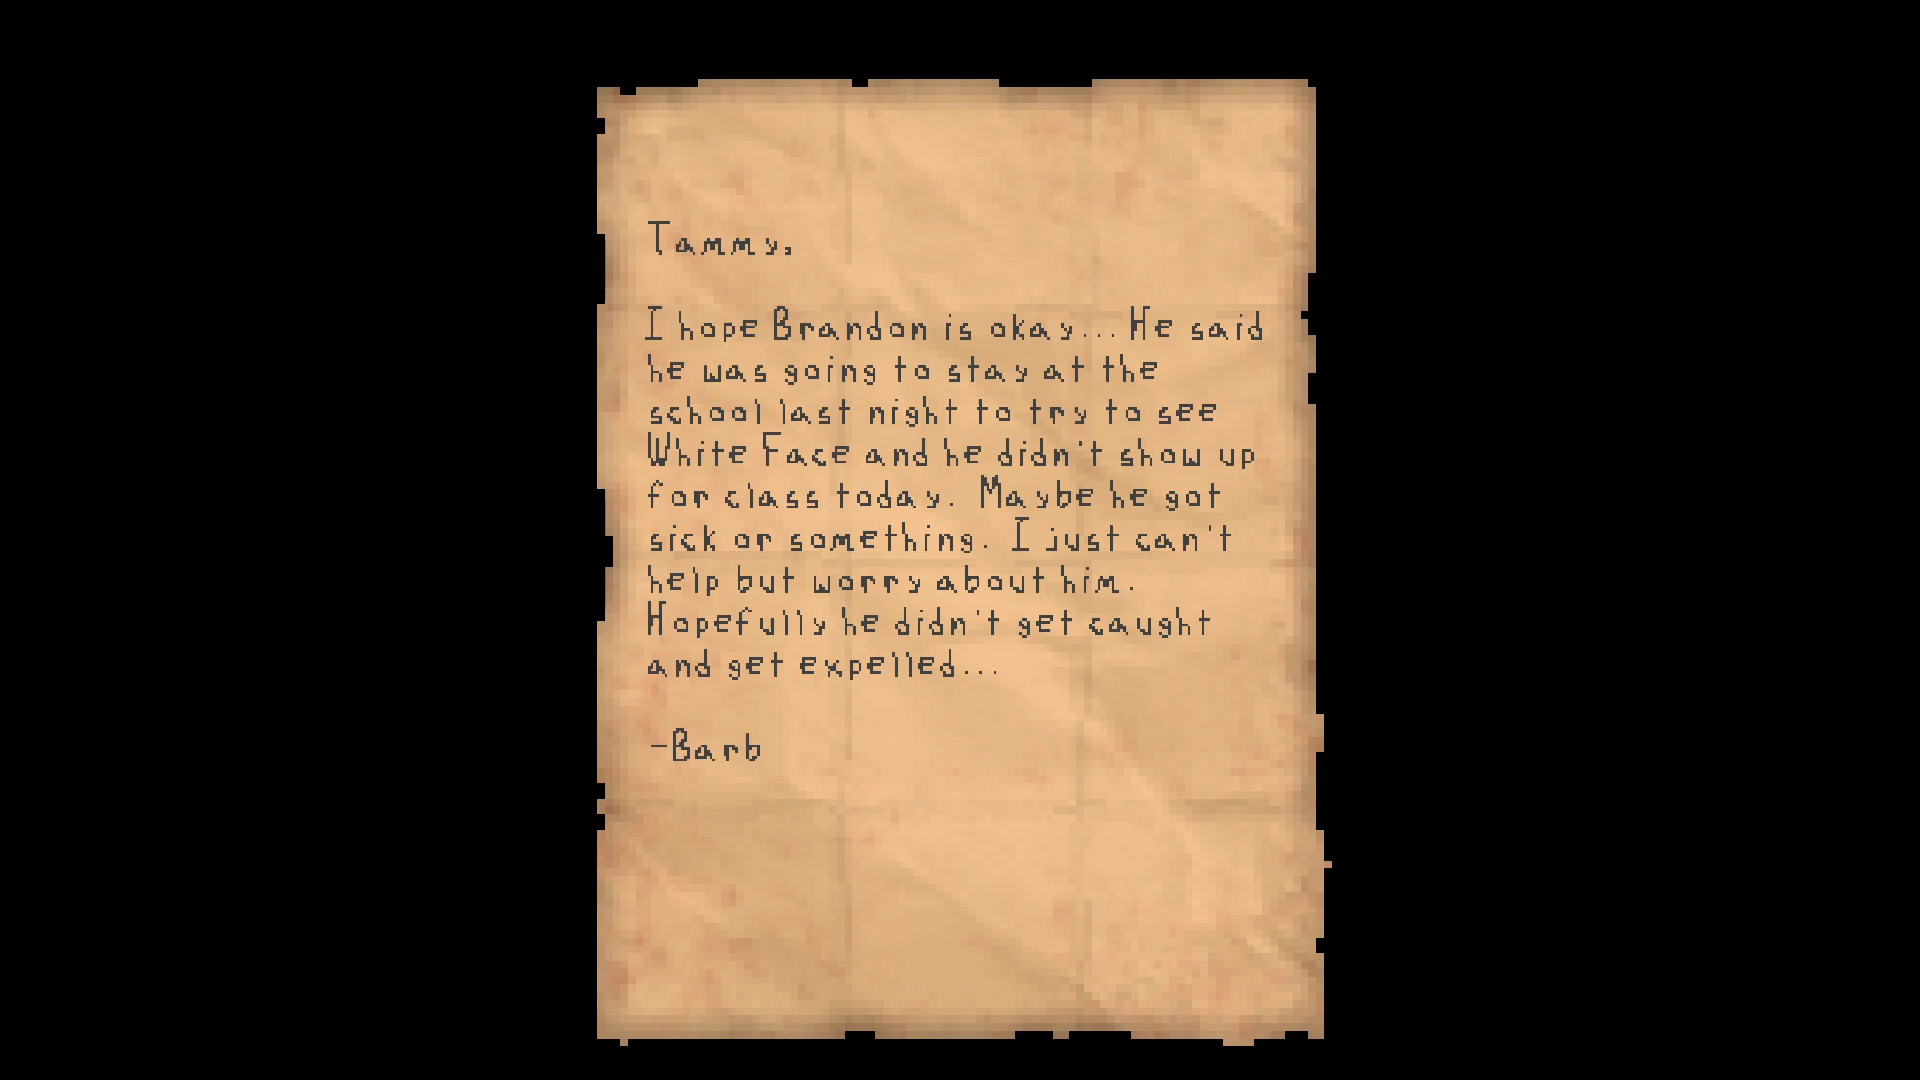 Tammy,
I hope Brandon is okay... He said
he was going to stay at the
school last night to try to see
White Face and he didn't show up
for class today. Maybe he got
sick or something. I just can't
help but worry about him.
Hopefully he didn't get caught
and get expelled...
-Barb